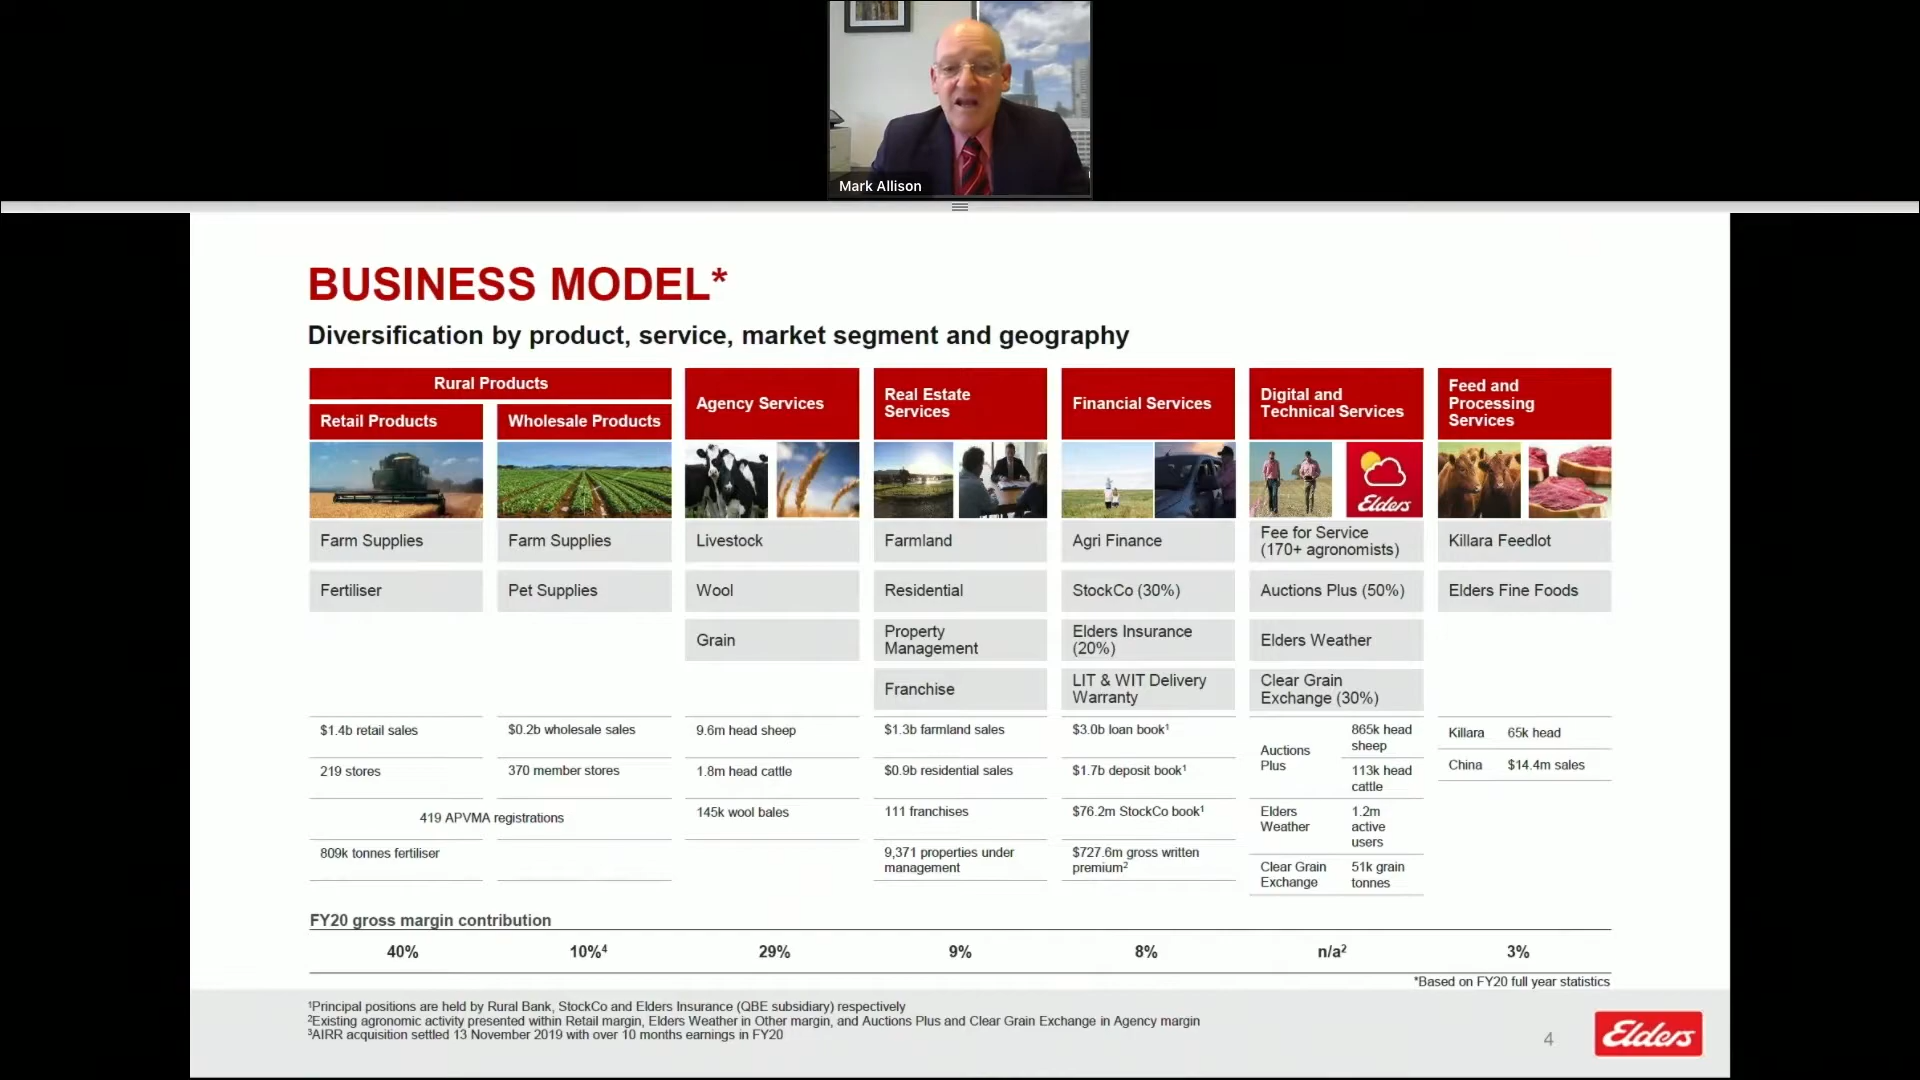 Mark Allison
BUSINESS MODEL*
Diversification by product, service, market segment and geography
Rural Products
Retail Products
Wholesale Products
Agency Services
Real Estate
Services
Financial Services
Digital and
Technical Services
Feed and
Processing
Services
Elders
Farm Supplies
Farm Supplies
Livestock
Farmland
Agri Finance
Fee for Service
(170+ agronomists)
Killara Feedlot
Fertiliser
Pet Supplies
Wool
Residential
StockCo (30%)
Auctions Plus (50%)
Elders Fine Foods
Grain
Property
Management
Elders Insurance
(20%)
Elders Weather
Franchise
LIT & WIT Delivery
Warranty
Clear Grain
Exchange (30%)
$1.4b retail sales
219 stores
$0.2b wholesale sales
370 member stores
419 APVMA registrations
809k tonnes fertiliser
9.6m head sheep
1.8m head cattle
145k wool bales
$1.3b farmland sales
$0.9b residential sales
111 franchises
9,371 properties under
management
$3.0b loan book¹
$1.7b deposit book¹
$76.2m StockCo book¹
$727.6m gross written
premium²
Auctions
Plus
865k head
sheep
113k head
cattle
Elders
Weather
1.2m
active
users
Clear Grain
Exchange
51k grain
tonnes
Killara 65k head
China $14.4m sales
FY20 gross margin contribution
40% 10%⁴ 29% 9% 8% n/a² 3%
*Based on FY20 full year statistics
¹Principal positions are held by Rural Bank, StockCo and Elders Insurance (QBE subsidiary) respectively
²Existing agronomic activity presented within Retail margin, Elders Weather in Other margin, and Auctions Plus and Clear Grain Exchange in Agency margin
³AIRR acquisition settled 13 November 2019 with over 10 months earnings in FY20
4
Elders